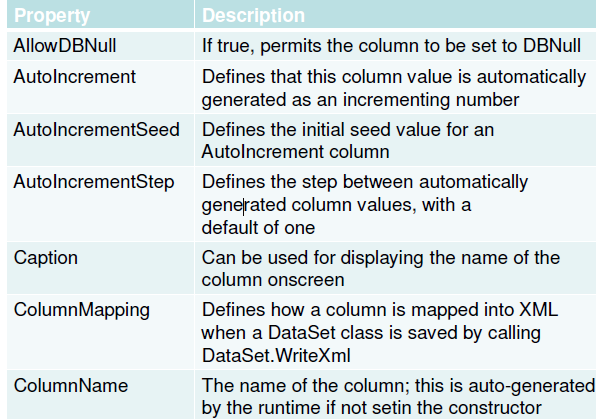 Property Description
AllowDBNull If true, permits the column to be set to DBNull
AutoIncrement Defines that this column value is automatically
generated as an incrementing number
AutoIncrementSeed Defines the initial seed value for an
AutoIncrement column
AutoIncrementStep Defines the step between automatically
generated column values, with a
default of one
Caption Can be used for displaying the name of the
column onscreen
ColumnMapping Defines how a column is mapped into XML
when a DataSet class is saved by calling
DataSet.WriteXml
ColumnName The name of the column; this is auto-generated
by the runtime if not setin the constructor